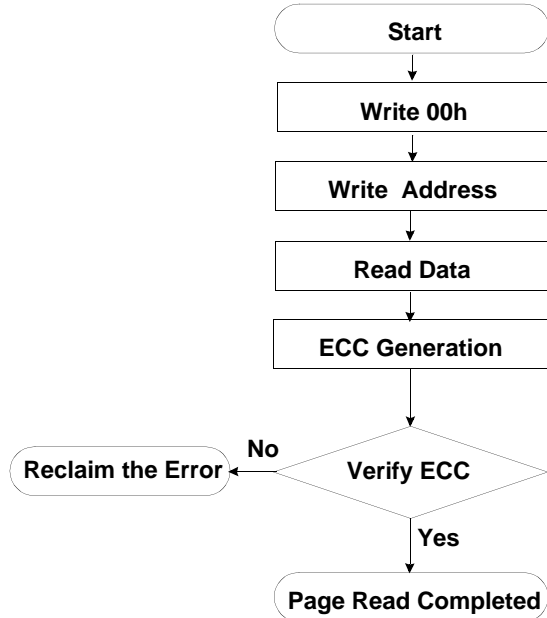 Start
Write 00h
Write Address
Read Data
ECC Generation
No
Reclaim the Error
Verify ECC
Yes
Page Read Completed